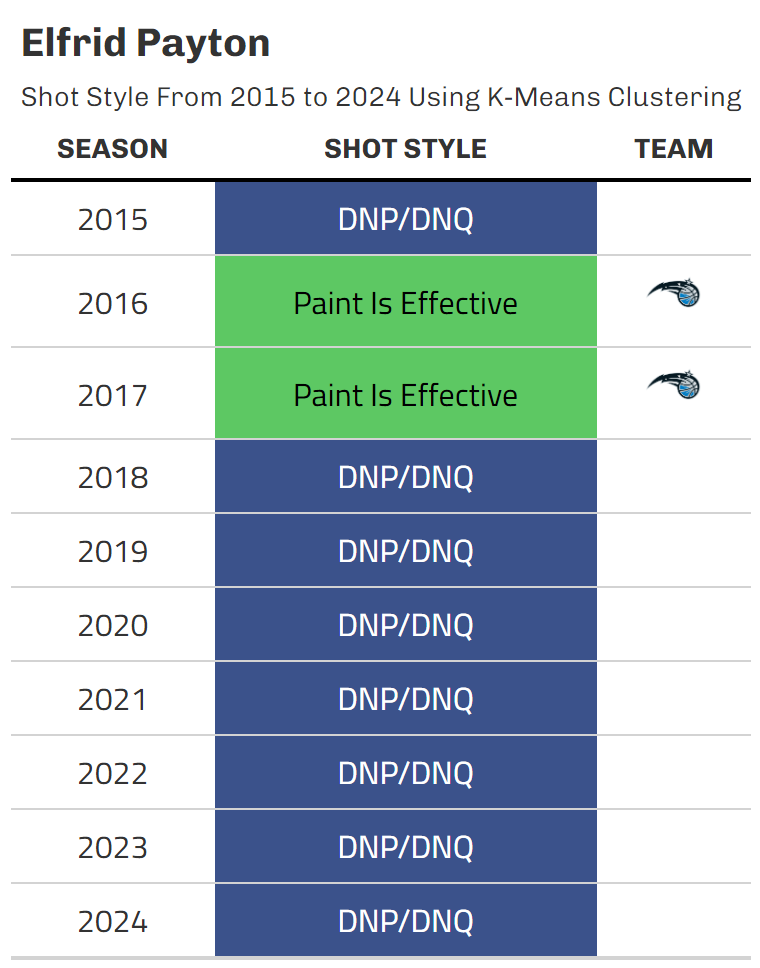 Elfrid Payton
Shot Style From 2015 to 2024 Using K-Means Clustering
SEASON SHOT STYLE TEAM
2015 DNP/DNQ
2016 Paint Is Effective
2017 Paint Is Effective
2018 DNP/DNQ
2019 DNP/DNQ
2020 DNP/DNQ
2021 DNP/DNQ
2022 DNP/DNQ
2023 DNP/DNQ
2024 DNP/DNQ